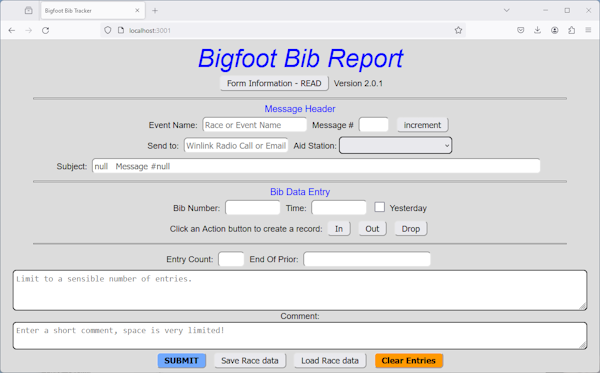 Bigfoot Bib Tracker
localhost:3001
Bigfoot Bib Report
Form Information - READ Version 2.0.1
Message Header
Event Name: Race or Event Name Message # increment
Send to: Winlink Radio Call or Email Aid Station:
Subject: null Message #null
Bib Data Entry
Bib Number: Time: Yesterday
Click an Action button to create a record: In Out Drop
Entry Count: End Of Prior:
Limit to a sensible number of entries.
Comment:
Enter a short comment, space is very limited!
SUBMIT Save Race data Load Race data Clear Entries